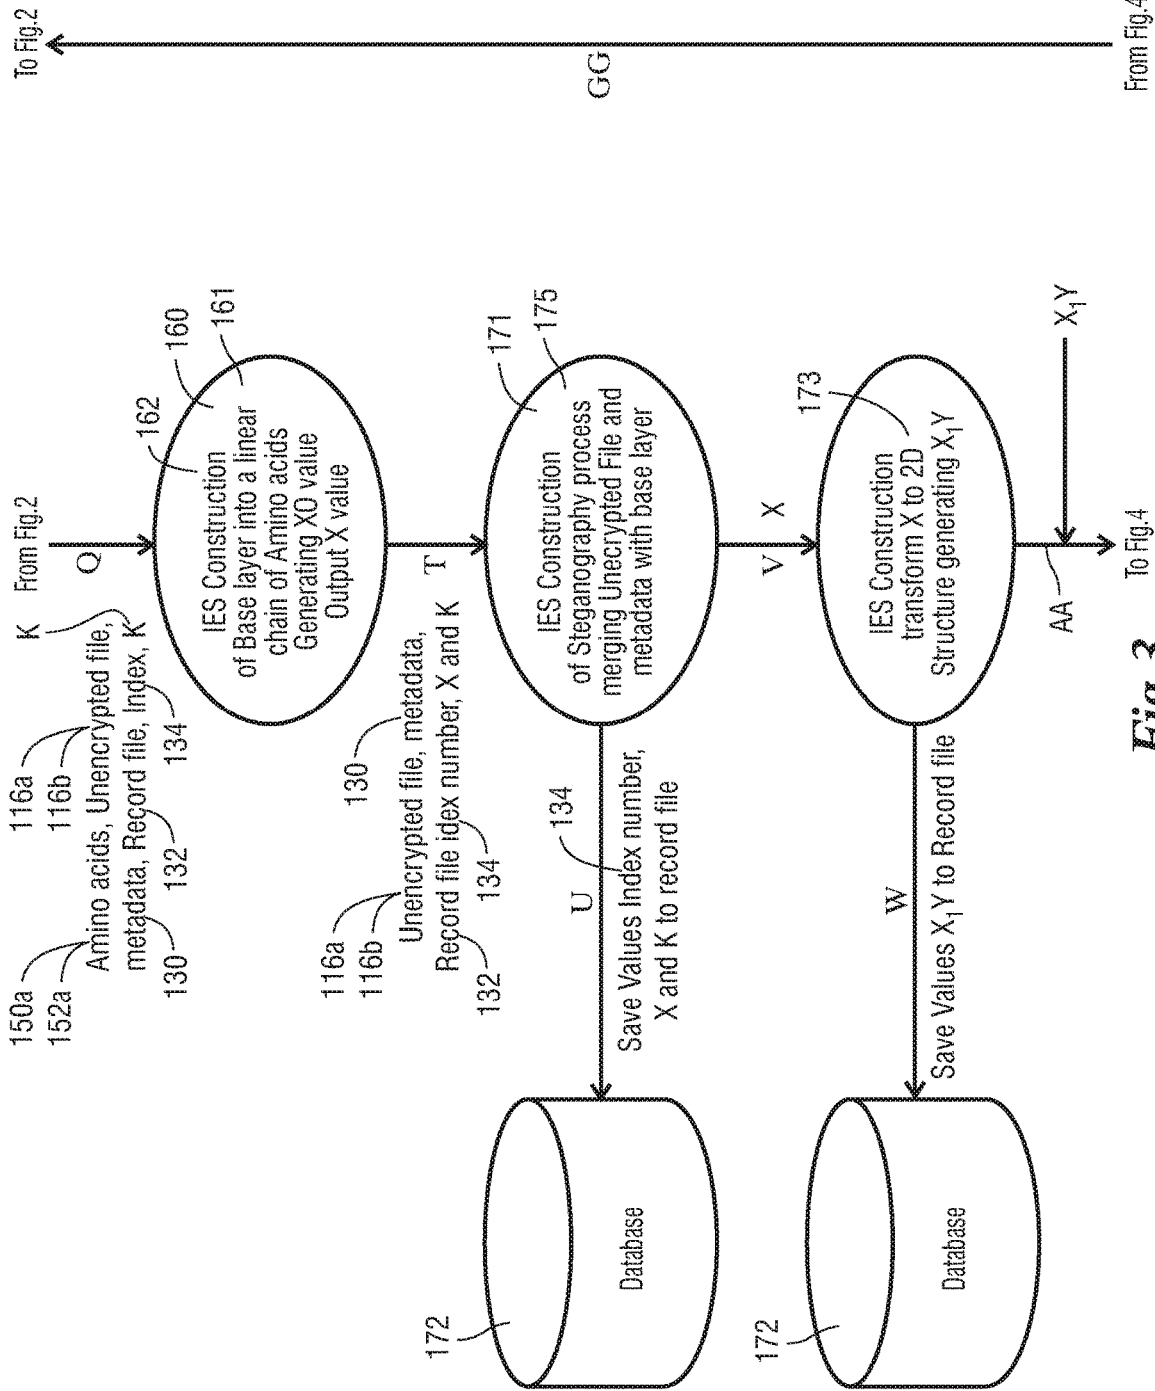 To Fig.2
GG
From Fig.4
From Fig.2
Q
K
116a
116b
150a
152a
Amino acids, Unencrypted file,
metadata, Record file, Index, K
130
132
134
162
160
161
IES Construction
of Base layer into a linear
chain of Amino acids
Generating XO value
Output X value
T
116a
116b
130
Unencrypted file, metadata,
Record file idex number, X and K
132
134
171
175
IES Construction
of Steganography process
merging Unecrypted File and
metadata with base layer
U
134
Save Values Index number,
X and K to record file
172
Database
V
X
173
IES Construction
transform X to 2D
Structure generating X₁Y
W
Save Values X₁Y to Record file
172
Database
X₁Y
AA
To Fig.4